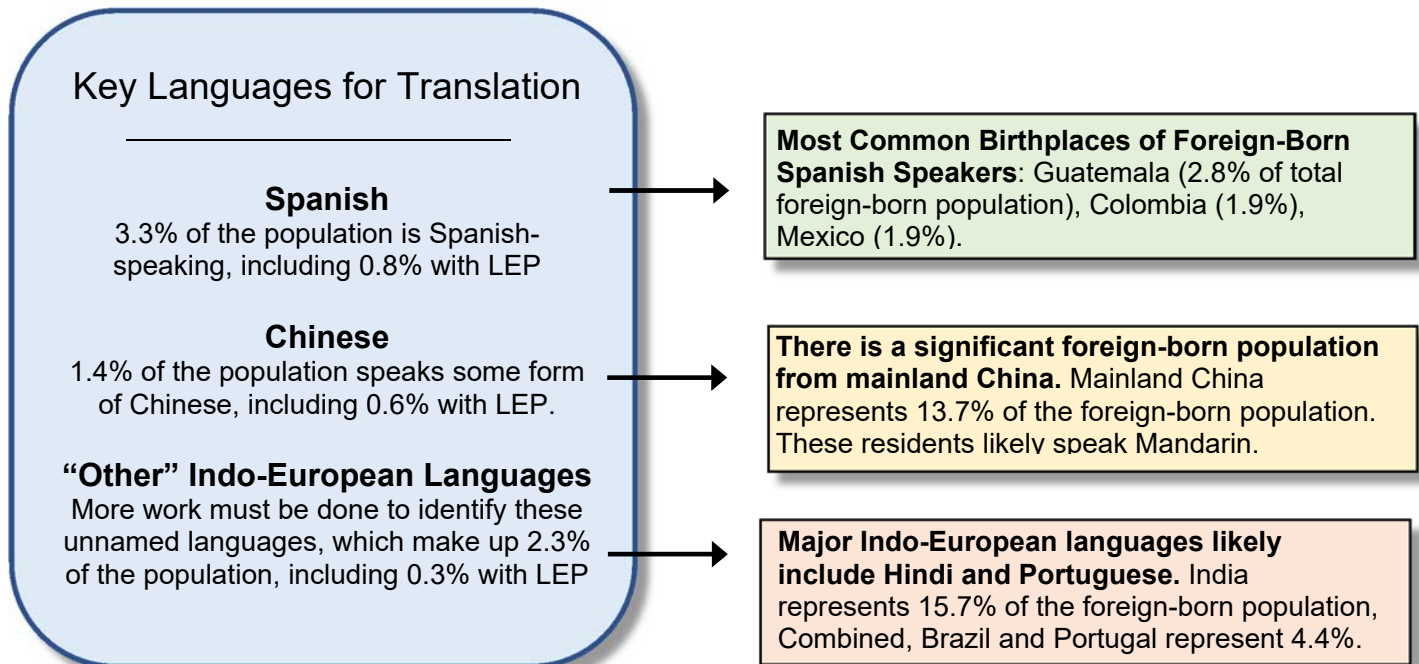 Key Languages for Translation
Spanish
3.3% of the population is Spanish-
speaking, including 0.8% with LEP
Chinese
1.4% of the population speaks some form
of Chinese, including 0.6% with LEP.
“Other” Indo-European Languages
More work must be done to identify these
unnamed languages, which make up 2.3%
of the population, including 0.3% with LEP
Most Common Birthplaces of Foreign-Born
Spanish Speakers: Guatemala (2.8% of total
foreign-born population), Colombia (1.9%),
Mexico (1.9%).
There is a significant foreign-born population
from mainland China. Mainland China
represents 13.7% of the foreign-born population.
These residents likely speak Mandarin.
Major Indo-European languages likely
include Hindi and Portuguese. India
represents 15.7% of the foreign-born population,
Combined, Brazil and Portugal represent 4.4%.